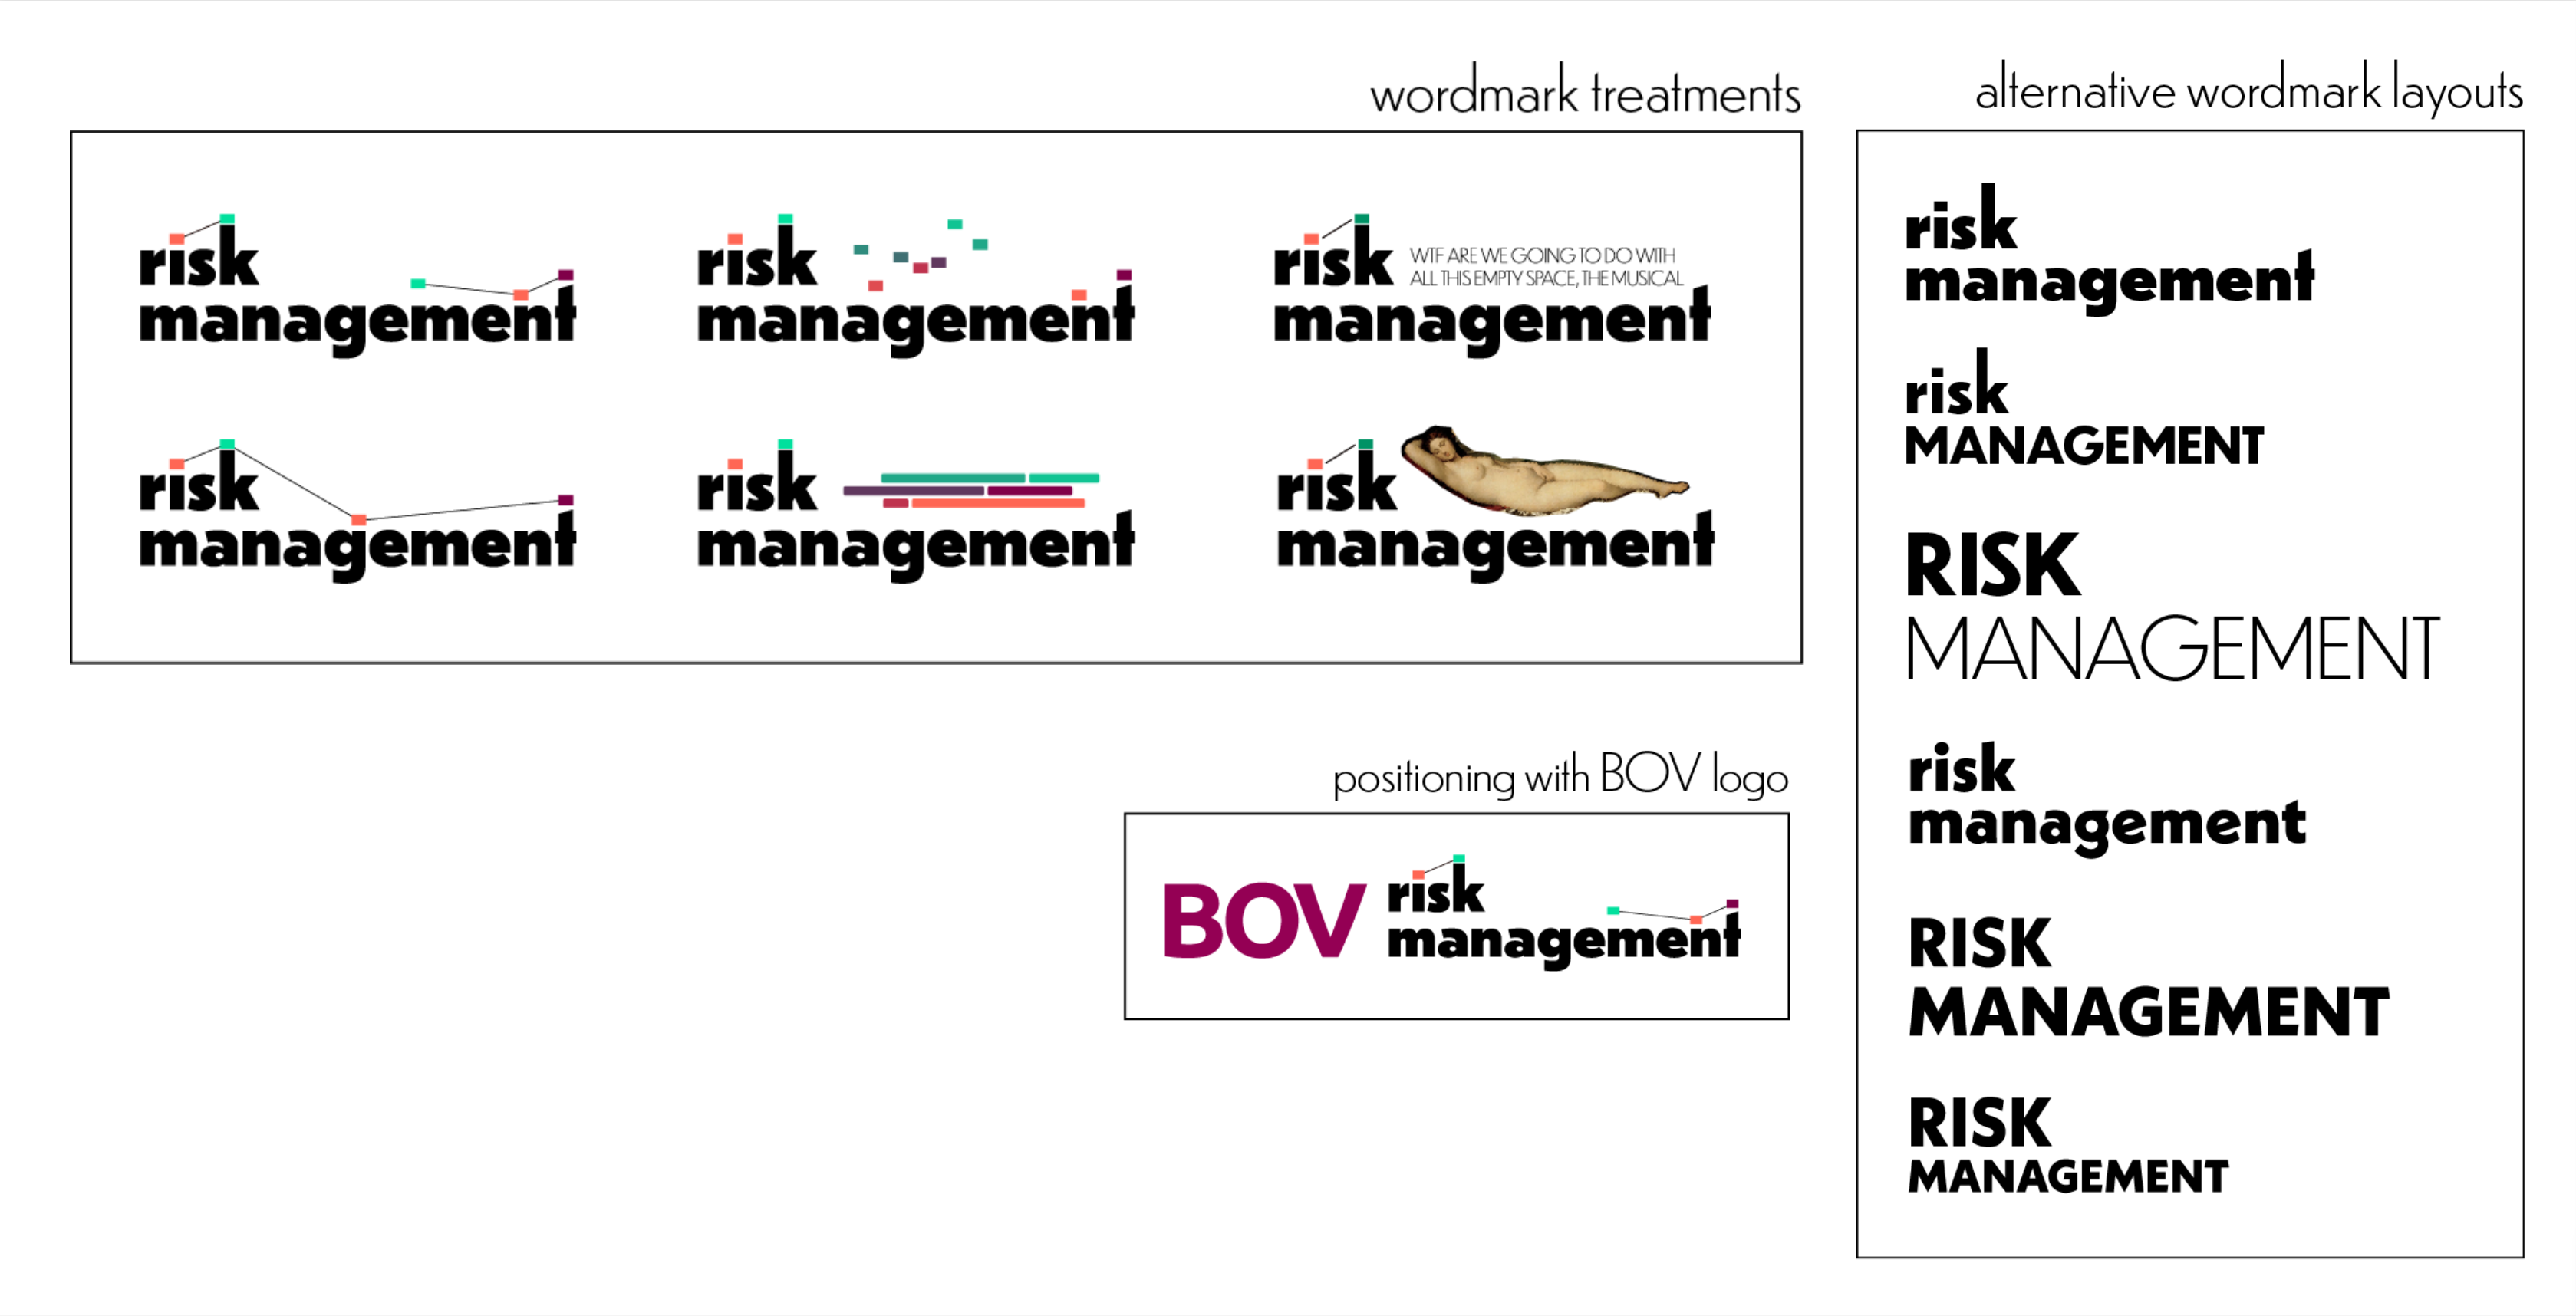 wordmark treatments
risk
management
risk
management
risk
WTF ARE WE GOING TO DO WITH
ALL THIS EMPTY SPACE, THE MUSICAL
management
risk
management
risk
management
risk
management
positioning with BOV logo
BOV
risk
management
alternative wordmark layouts
risk
management
risk
MANAGEMENT
RISK
MANAGEMENT
risk
management
RISK
MANAGEMENT
RISK
MANAGEMENT